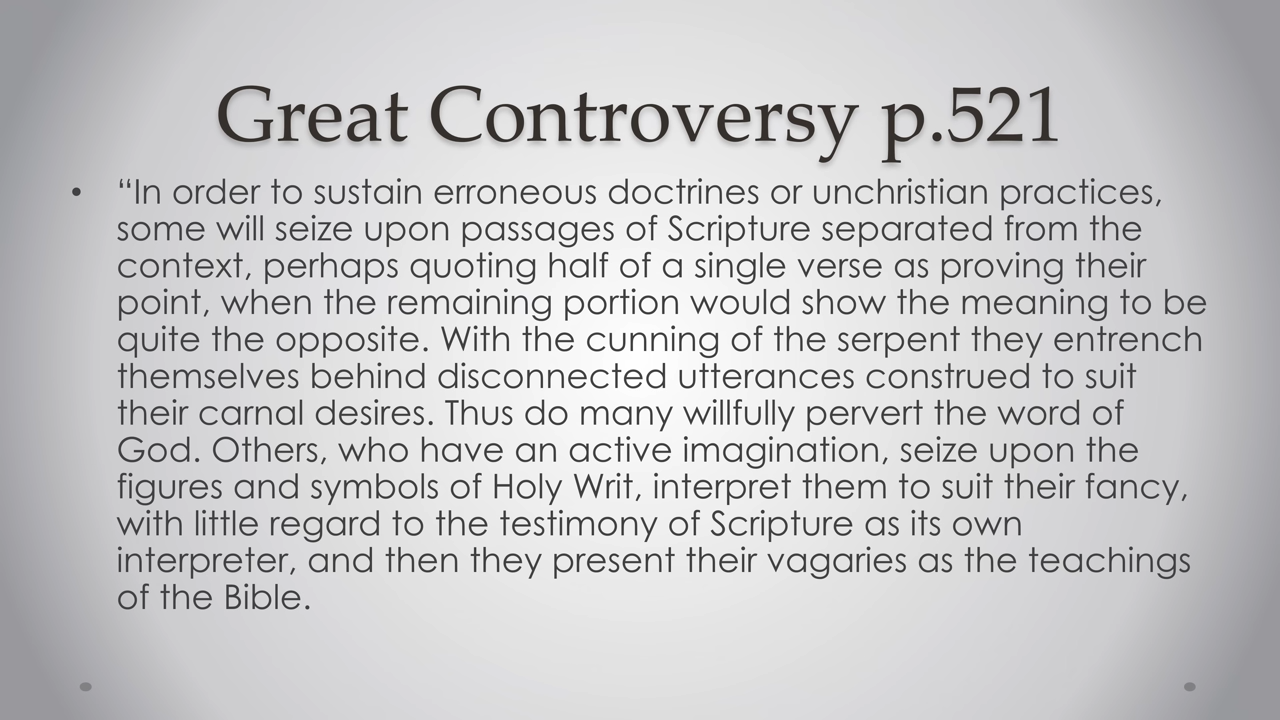 Great Controversy p.521
• “In order to sustain erroneous doctrines or unchristian practices,
some will seize upon passages of Scripture separated from the
context, perhaps quoting half of a single verse as proving their
point, when the remaining portion would show the meaning to be
quite the opposite. With the cunning of the serpent they entrench
themselves behind disconnected utterances construed to suit
their carnal desires. Thus do many willfully pervert the word of
God. Others, who have an active imagination, seize upon the
figures and symbols of Holy Writ, interpret them to suit their fancy,
with little regard to the testimony of Scripture as its own
interpreter, and then they present their vagaries as the teachings
of the Bible.